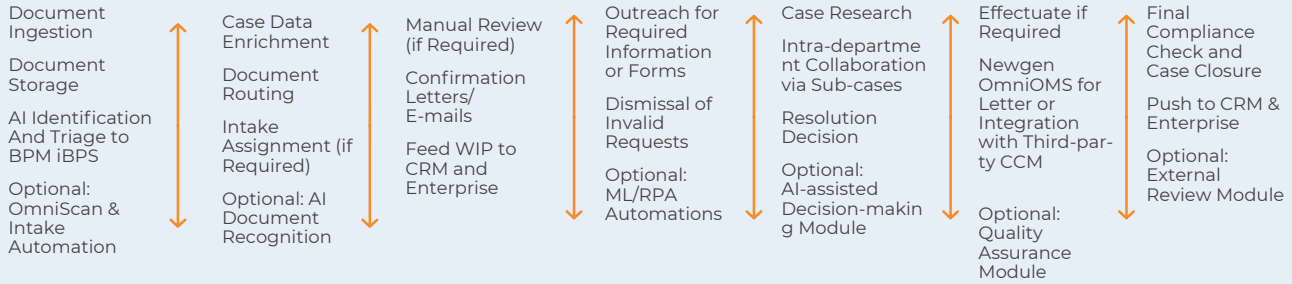 Document
Ingestion
Document
Storage
AI Identification
And Triage to
BPM iBPS
Optional:
OmniScan &
Intake
Automation
Case Data
Enrichment
Document
Routing
Intake
Assignment (if
Required)
Optional: AI
Document
Recognition
Manual Review
(if Required)
Confirmation
Letters/
E-mails
Feed WIP to
CRM and
Enterprise
Outreach for
Required
Information
or Forms
Dismissal of
Invalid
Requests
Optional:
ML/RPA
Automations
Case Research
Intra-departme
nt Collaboration
via Sub-cases
Resolution
Decision
Optional:
AI-assisted
Decision-makin
g Module
Effectuate if
Required
Newgen
OmniOMS for
Letter or
Integration
with Third-par-
ty CCM
Optional:
Quality
Assurance
Module
Final
Compliance
Check and
Case Closure
Push to CRM &
Enterprise
Optional:
External
Review Module